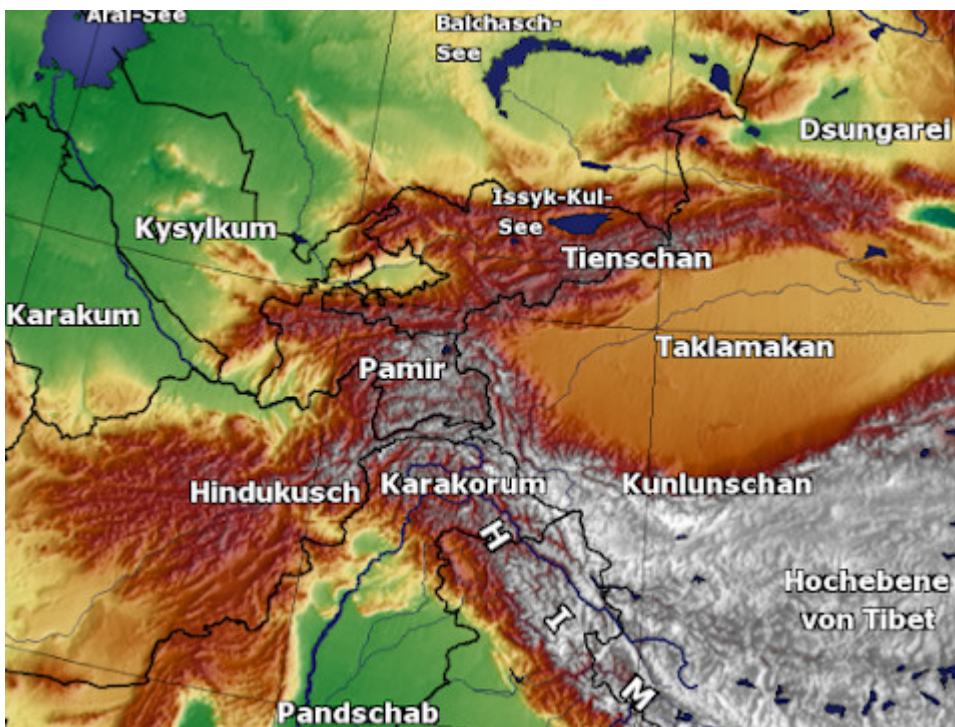 Aral-See
Balchasch-
See
Dsungarei
Issyk-Kul-
See
Kysylkum
Tienschan
Karakum
Taklamakan
Pamir
Hindukusch
Karakorum
Kunlunschan
H
I
M
Hochebene
von Tibet
Pandschab